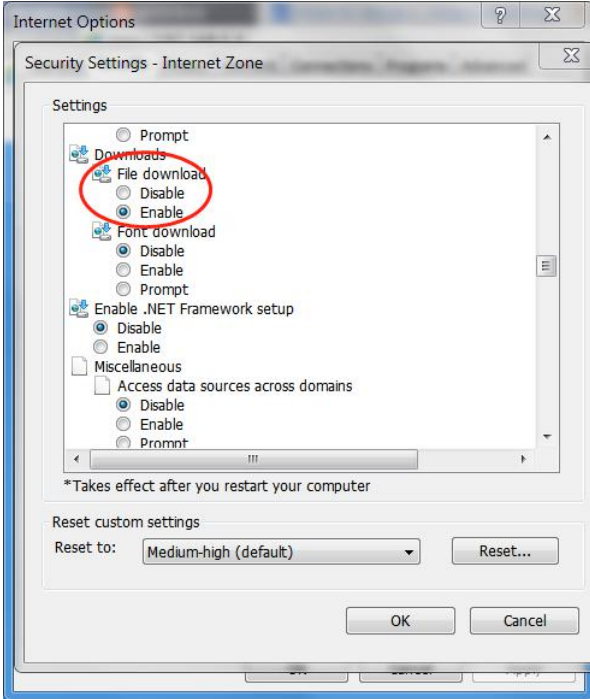 Internet Options
Security Settings - Internet Zone
Settings
Prompt
Downloads
File download
Disable
Enable
Font download
Disable
Enable
Prompt
Enable .NET Framework setup
Disable
Enable
Miscellaneous
Access data sources across domains
Disable
Enable
Prompt
*Takes effect after you restart your computer
Reset custom settings
Reset to: Medium-high (default) Reset...
OK Cancel